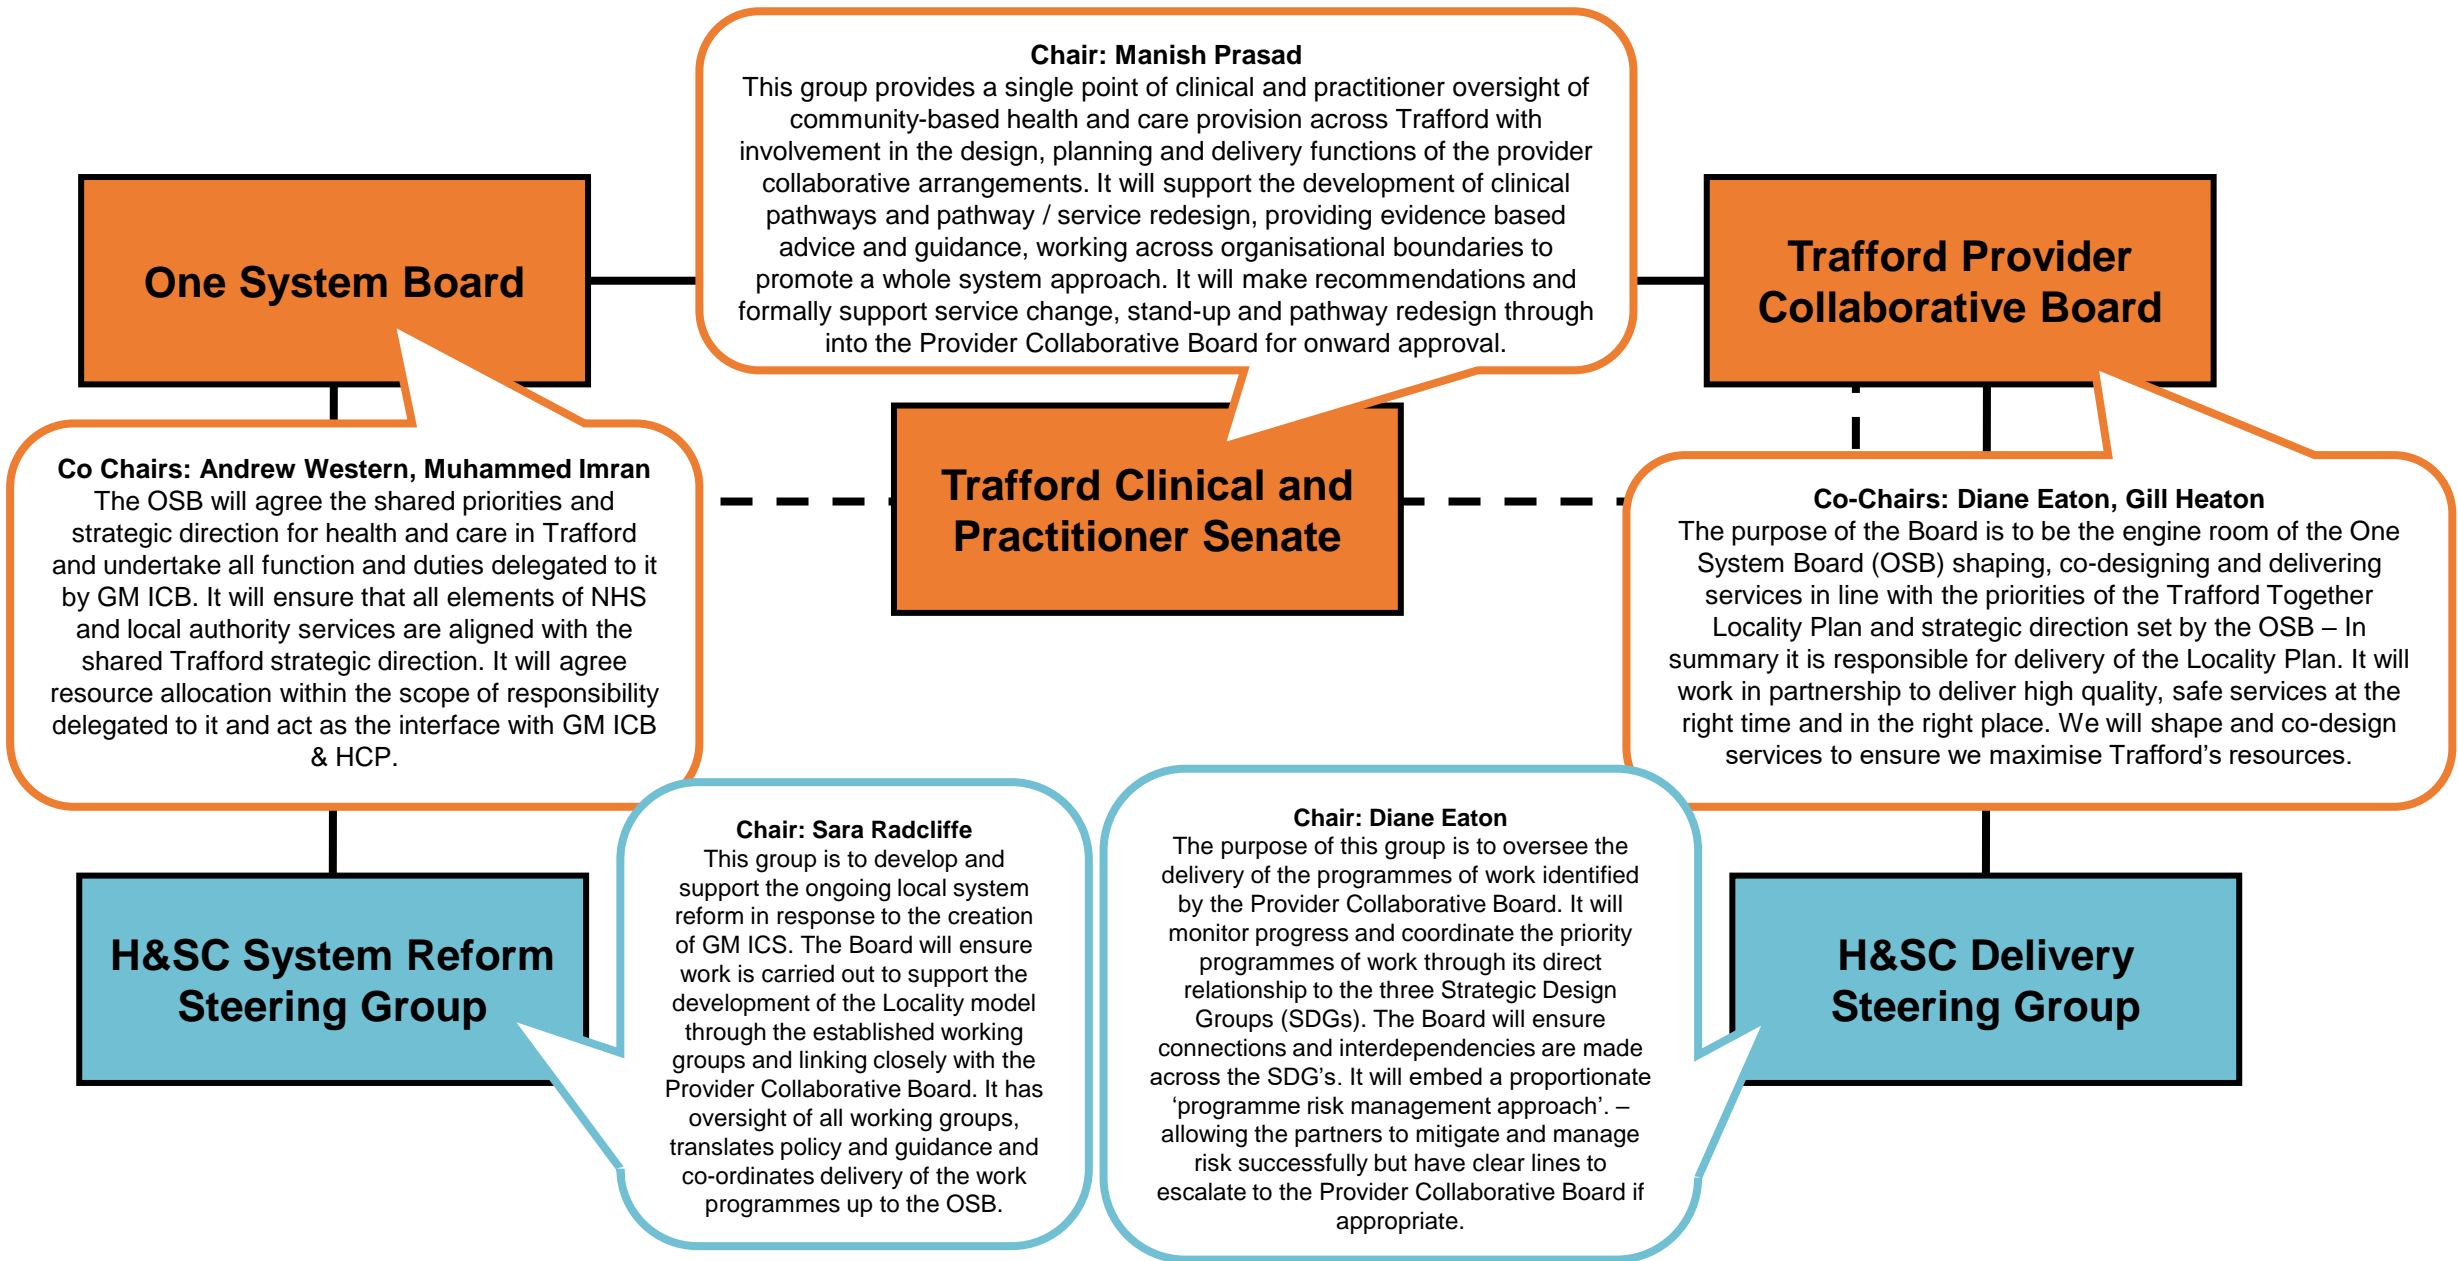 Chair: Manish Prasad
This group provides a single point of clinical and practitioner oversight of
community-based health and care provision across Trafford with
involvement in the design, planning and delivery functions of the provider
collaborative arrangements. It will support the development of clinical
pathways and pathway / service redesign, providing evidence based
advice and guidance, working across organisational boundaries to
promote a whole system approach. It will make recommendations and
formally support service change, stand-up and pathway redesign through
into the Provider Collaborative Board for onward approval.
One System Board
Trafford Provider
Collaborative Board
Co Chairs: Andrew Western, Muhammed Imran
The OSB will agree the shared priorities and
strategic direction for health and care in Trafford
and undertake all function and duties delegated to it
by GM ICB. It will ensure that all elements of NHS
and local authority services are aligned with the
shared Trafford strategic direction. It will agree
resource allocation within the scope of responsibility
delegated to it and act as the interface with GM ICB
& HCP.
Trafford Clinical and
Practitioner Senate
Co-Chairs: Diane Eaton, Gill Heaton
The purpose of the Board is to be the engine room of the One
System Board (OSB) shaping, co-designing and delivering
services in line with the priorities of the Trafford Together
Locality Plan and strategic direction set by the OSB – In
summary it is responsible for delivery of the Locality Plan. It will
work in partnership to deliver high quality, safe services at the
right time and in the right place. We will shape and co-design
services to ensure we maximise Trafford’s resources.
H&SC System Reform
Steering Group
Chair: Sara Radcliffe
This group is to develop and
support the ongoing local system
reform in response to the creation
of GM ICS. The Board will ensure
work is carried out to support the
development of the Locality model
through the established working
groups and linking closely with the
Provider Collaborative Board. It has
oversight of all working groups,
translates policy and guidance and
co-ordinates delivery of the work
programmes up to the OSB.
Chair: Diane Eaton
The purpose of this group is to oversee the
delivery of the programmes of work identified
by the Provider Collaborative Board. It will
monitor progress and coordinate the priority
programmes of work through its direct
relationship to the three Strategic Design
Groups (SDGs). The Board will ensure
connections and interdependencies are made
across the SDG’s. It will embed a proportionate
‘programme risk management approach’. –
allowing the partners to mitigate and manage
risk successfully but have clear lines to
escalate to the Provider Collaborative Board if
appropriate.
H&SC Delivery
Steering Group